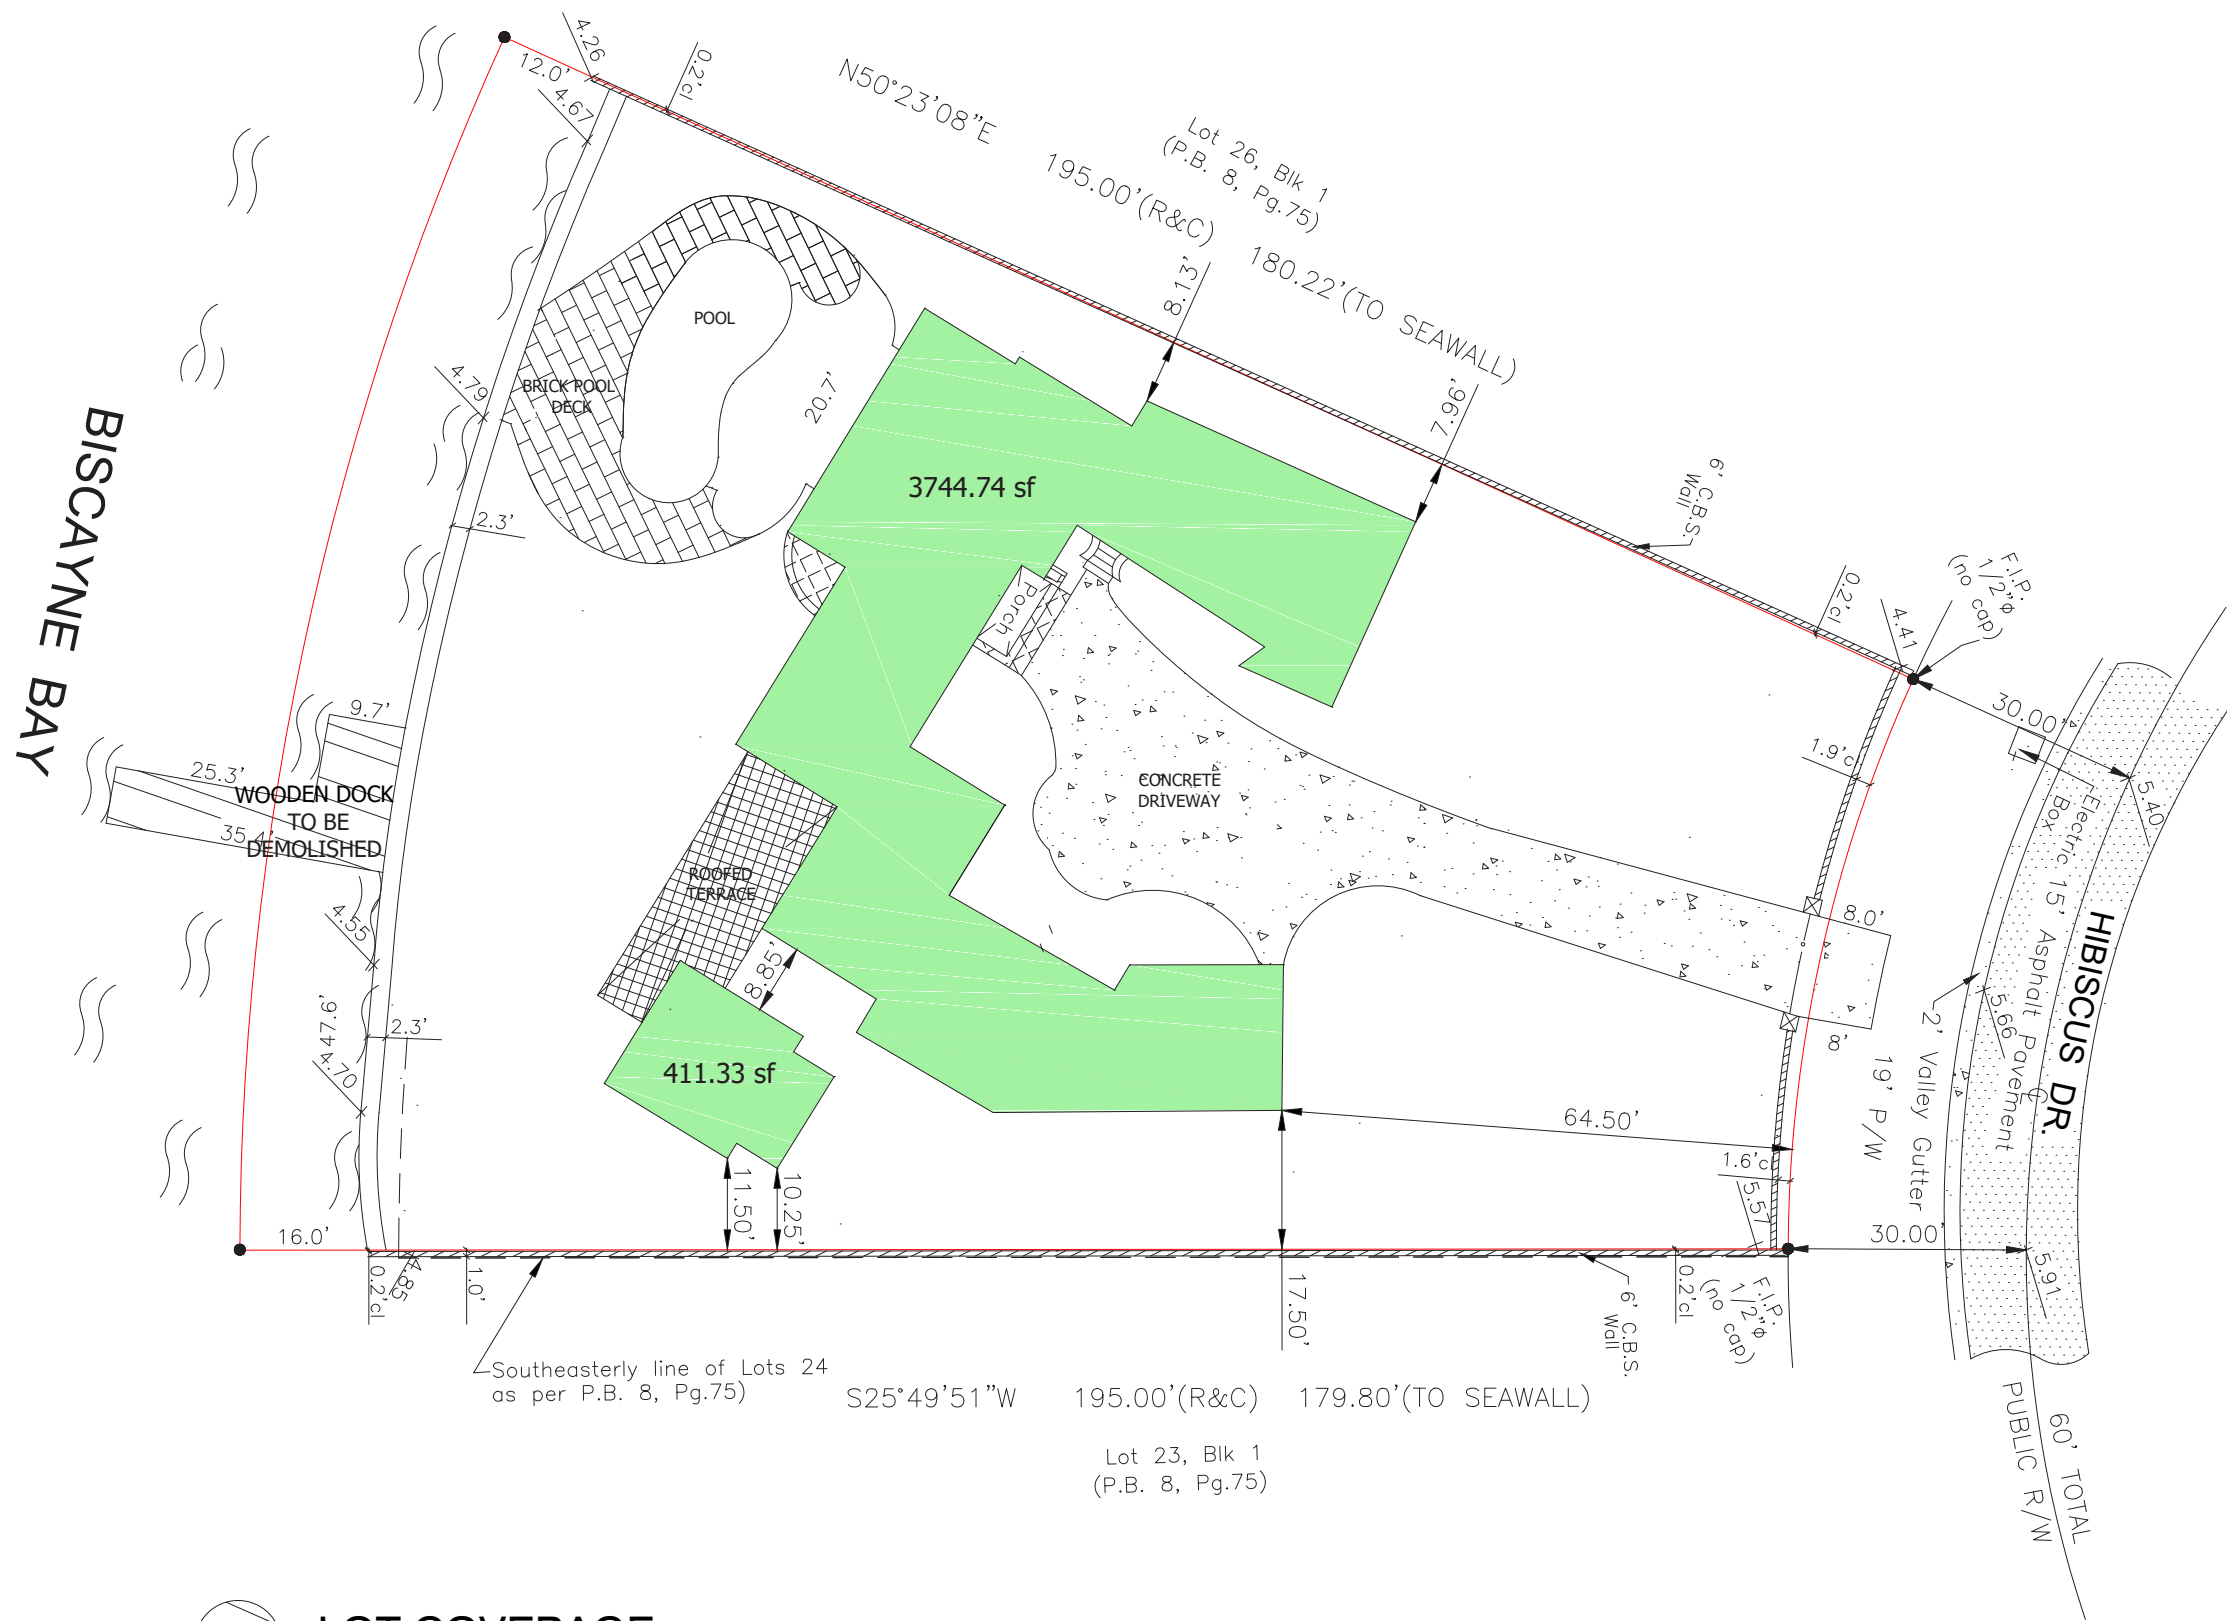 4.26
12.0'
4.67
0.2'cl
N50°23'08"E
195.00'(R&C)
180.22'(TO SEAWALL)
Lot 26, Blk 1
(P.B. 8, Pg.75)
8.13'
7.96'
POOL
BRICK POOL
DECK
20.7'
4.79
2.3'
3744.74 sf
6' C.B.S.
Wall
0.2'cl
4.41
F.I.P.
1/2"ø
(no cap)
BISCAYNE BAY
Porch
30.00'
1.9'cl
5.40
Electric
Box
9.7'
25.3'
WOODEN DOCK
TO BE
DEMOLISHED
35.4'
CONCRETE
DRIVEWAY
ROOFED
TERRACE
8.0'
8'
15' Asphalt Pavement
HIBISCUS DR.
4.55
47.6'
2.3'
4.70
8.85'
411.33 sf
5.66
2' Valley Gutter
19' P/W
64.50'
1.6'cl
5.57
11.50'
10.25'
16.0'
30.00'
5.91
0.2'cl
4.85
1.0'
17.50'
6' C.B.S.
Wall
0.2'cl
F.I.P.
1/2"ø
(no cap)
Southeasterly line of Lots 24
as per P.B. 8, Pg.75)
S25°49'51"W 195.00'(R&C) 179.80'(TO SEAWALL)
Lot 23, Blk 1
(P.B. 8, Pg.75)
60' TOTAL
PUBLIC R/W
LOT COVERAGE